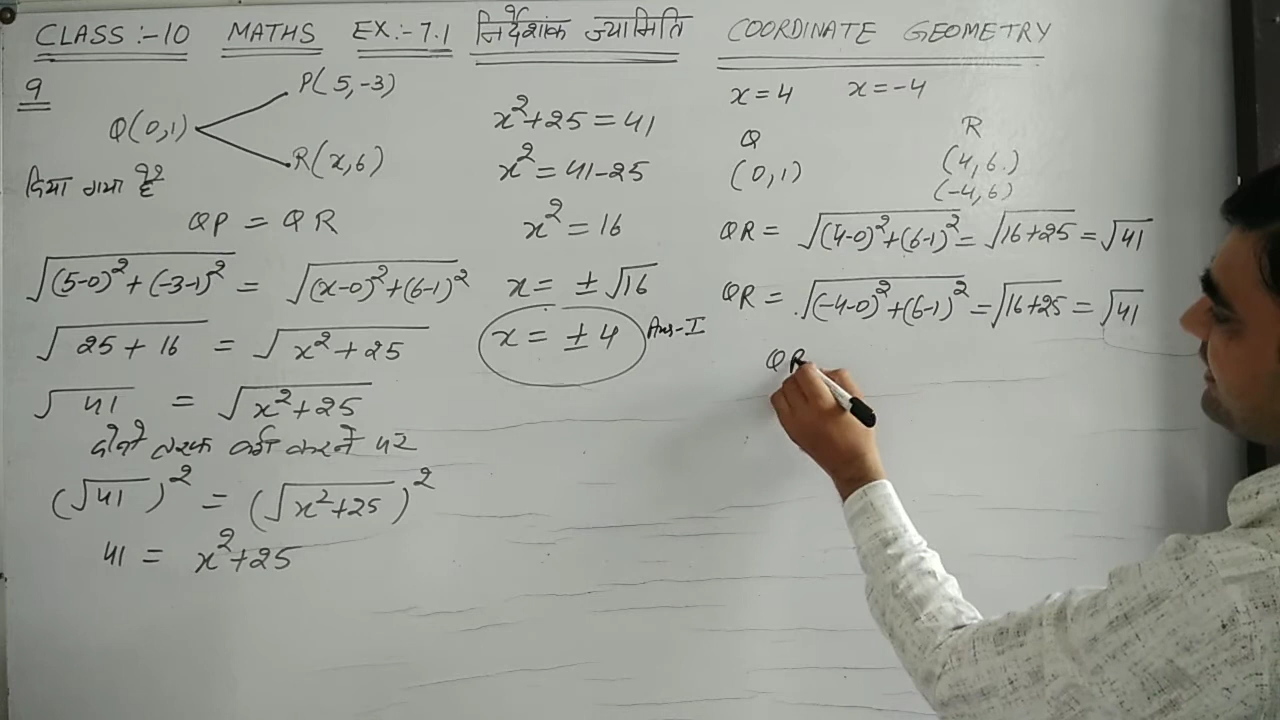 CLASS :- 10 MATHS EX.:- 7.1 निर्देशांक ज्यामिति COORDINATE GEOMETRY
9
P(5,-3)
Q(0,1)
R(x,6)
दिया गया है
QP = QR
√(5-0)²+(-3-1)² = √(x-0)²+(6-1)²
√25+16 = √x²+25
√41 = √x²+25
दोनों तरफ वर्ग करने पर
(√41)² = (√x²+25)²
41 = x²+25
x²+25 = 41
x² = 41-25
x² = 16
x = ±√16
x = ±4 Ans-I
x = 4 x = -4
Q R
(0,1) (4,6)
(-4,6)
QR = √(4-0)²+(6-1)² = √16+25 = √41
QR = √(-4-0)²+(6-1)² = √16+25 = √41
QR